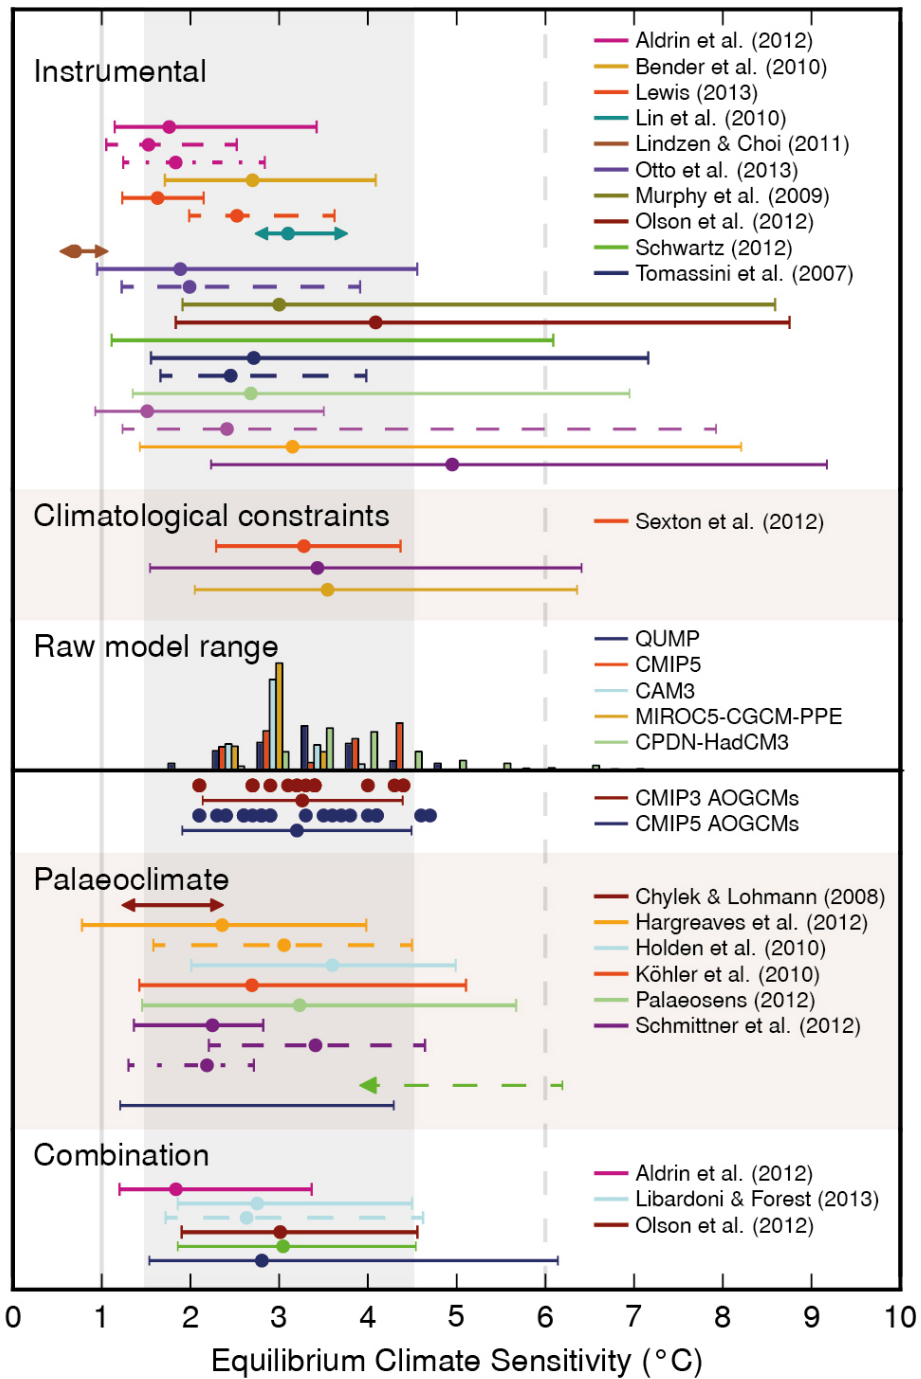 Instrumental
Aldrin et al. (2012)
Bender et al. (2010)
Lewis (2013)
Lin et al. (2010)
Lindzen & Choi (2011)
Otto et al. (2013)
Murphy et al. (2009)
Olson et al. (2012)
Schwartz (2012)
Tomassini et al. (2007)
Climatological constraints
Sexton et al. (2012)
Raw model range
QUMP
CMIP5
CAM3
MIROC5-CGCM-PPE
CPDN-HadCM3
CMIP3 AOGCMs
CMIP5 AOGCMs
Palaeoclimate
Chylek & Lohmann (2008)
Hargreaves et al. (2012)
Holden et al. (2010)
Köhler et al. (2010)
Palaeosens (2012)
Schmittner et al. (2012)
Combination
Aldrin et al. (2012)
Libardoni & Forest (2013)
Olson et al. (2012)
0 1 2 3 4 5 6 7 8 9 10
Equilibrium Climate Sensitivity (°C)